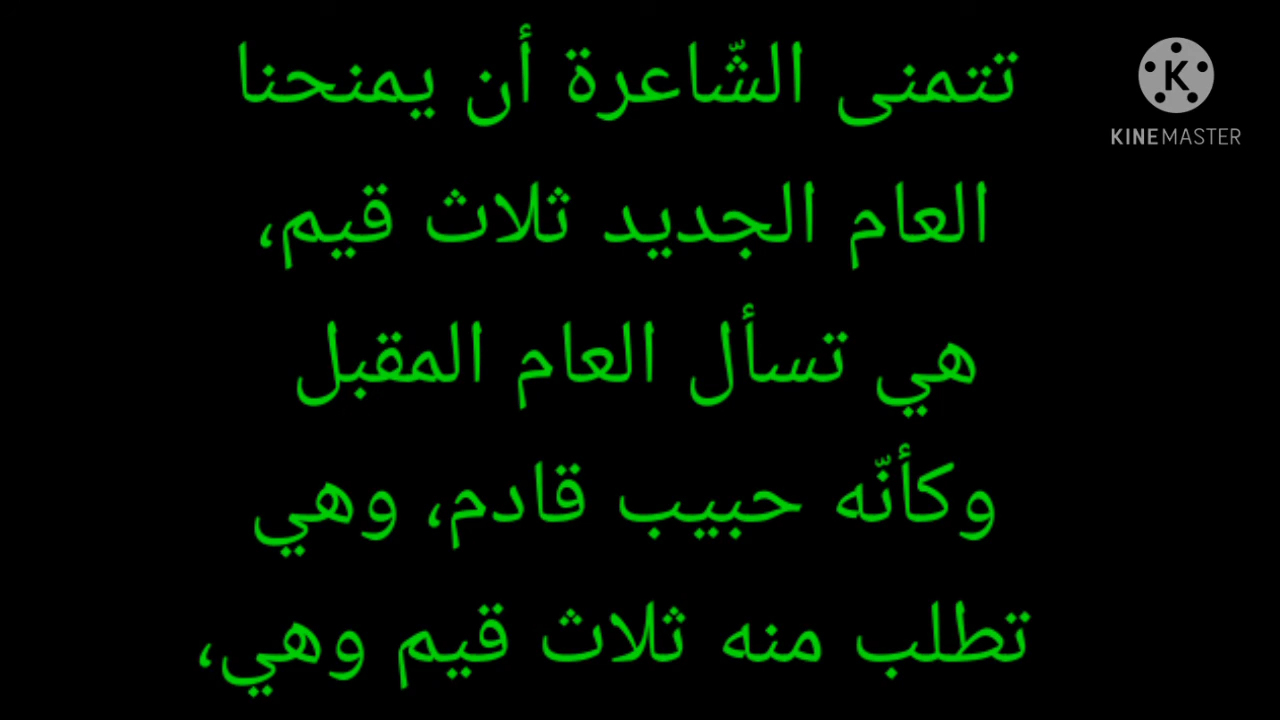 تتمنى الشّاعرة أن يمنحنا
العام الجديد ثلاث قيم،
هي تسأل العام المقبل
وكأنّه حبيب قادم، وهي
تطلب منه ثلاث قيم وهي،
K
KINEMASTER